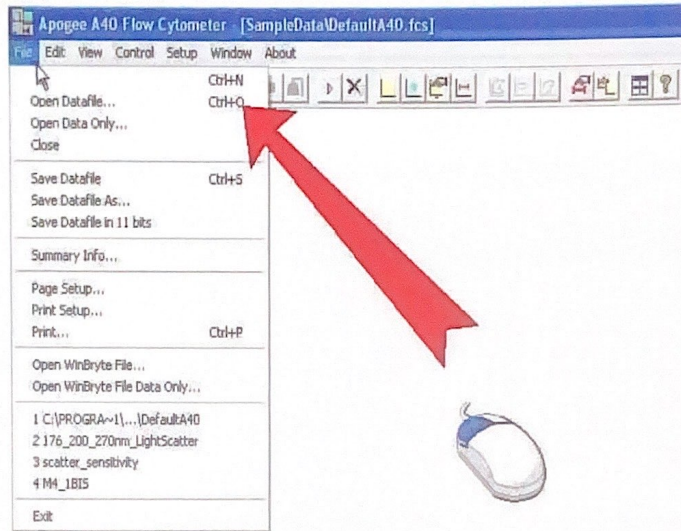 Apogee A40 Flow Cytometer - [SampleData\DefaultA40.fcs]
File Edit View Control Setup Window About
Ctrl+N
Open Datafile... Ctrl+O
Open Data Only...
Close
Save Datafile Ctrl+S
Save Datafile As...
Save Datafile in 11 bits
Summary Info...
Page Setup...
Print Setup...
Print... Ctrl+P
Open WinBryte File...
Open WinBryte File Data Only...
1 C:\PROGRA~1\...\DefaultA40
2 176_200_270nm_LightScatter
3 scatter_sensitivity
4 M4_1BIS
Exit